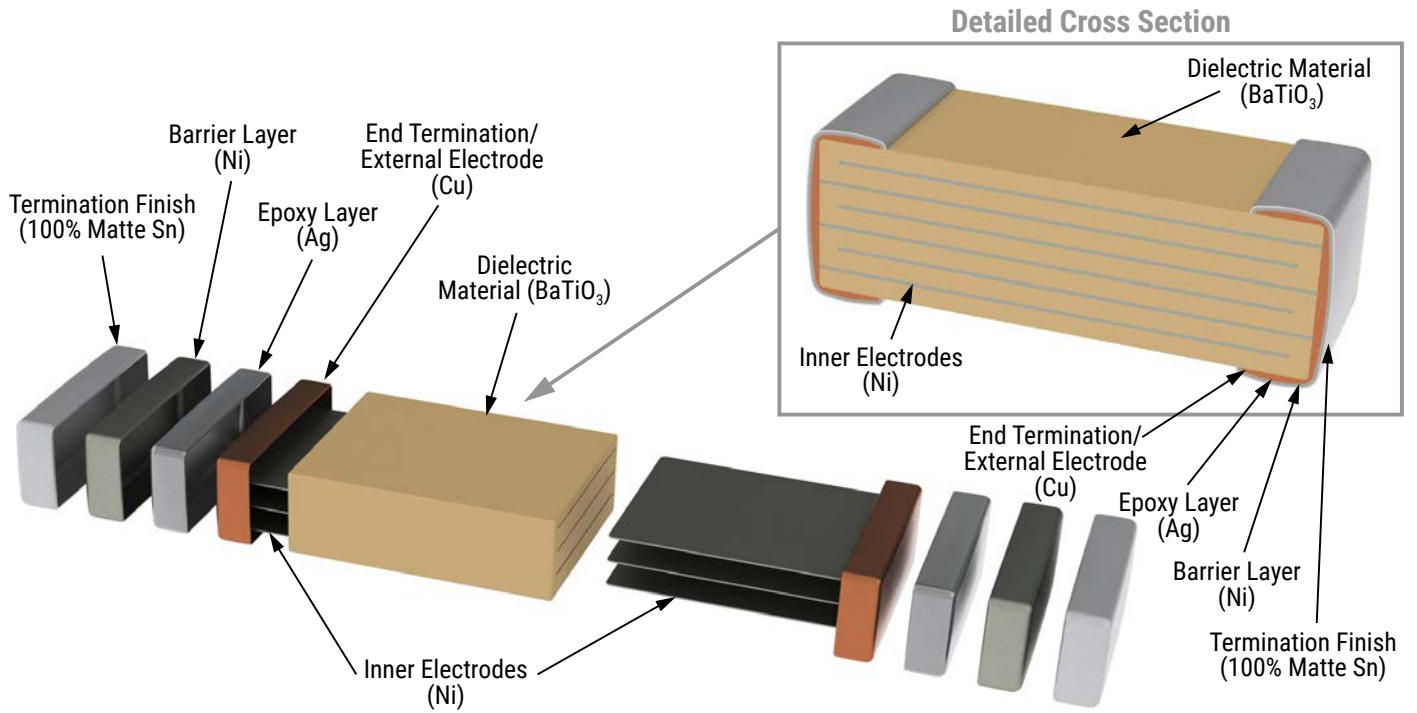 Detailed Cross Section
Dielectric Material
(BaTiO₃)
Inner Electrodes
(Ni)
End Termination/
External Electrode
(Cu)
Epoxy Layer
(Ag)
Barrier Layer
(Ni)
Termination Finish
(100% Matte Sn)
Termination Finish
(100% Matte Sn)
Barrier Layer
(Ni)
Epoxy Layer
(Ag)
End Termination/
External Electrode
(Cu)
Dielectric
Material (BaTiO₃)
Inner Electrodes
(Ni)